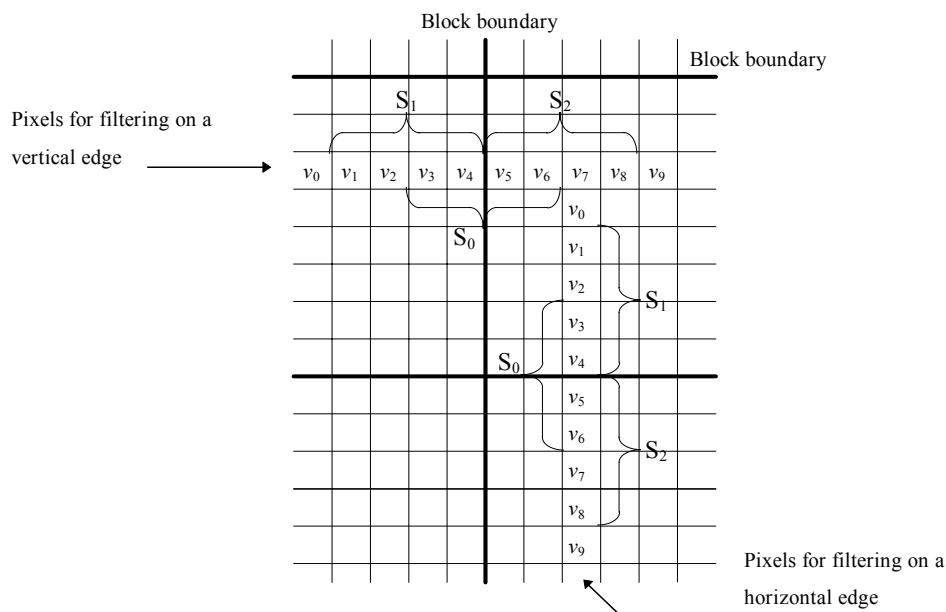 Block boundary
Block boundary
S1 S2
Pixels for filtering on a
vertical edge
v0 v1 v2 v3 v4 v5 v6 v7 v8 v9
v0
S0
v1
v2
S1
v3
S0 v4
v5
v6
S2
v7
v8
v9
Pixels for filtering on a
horizontal edge